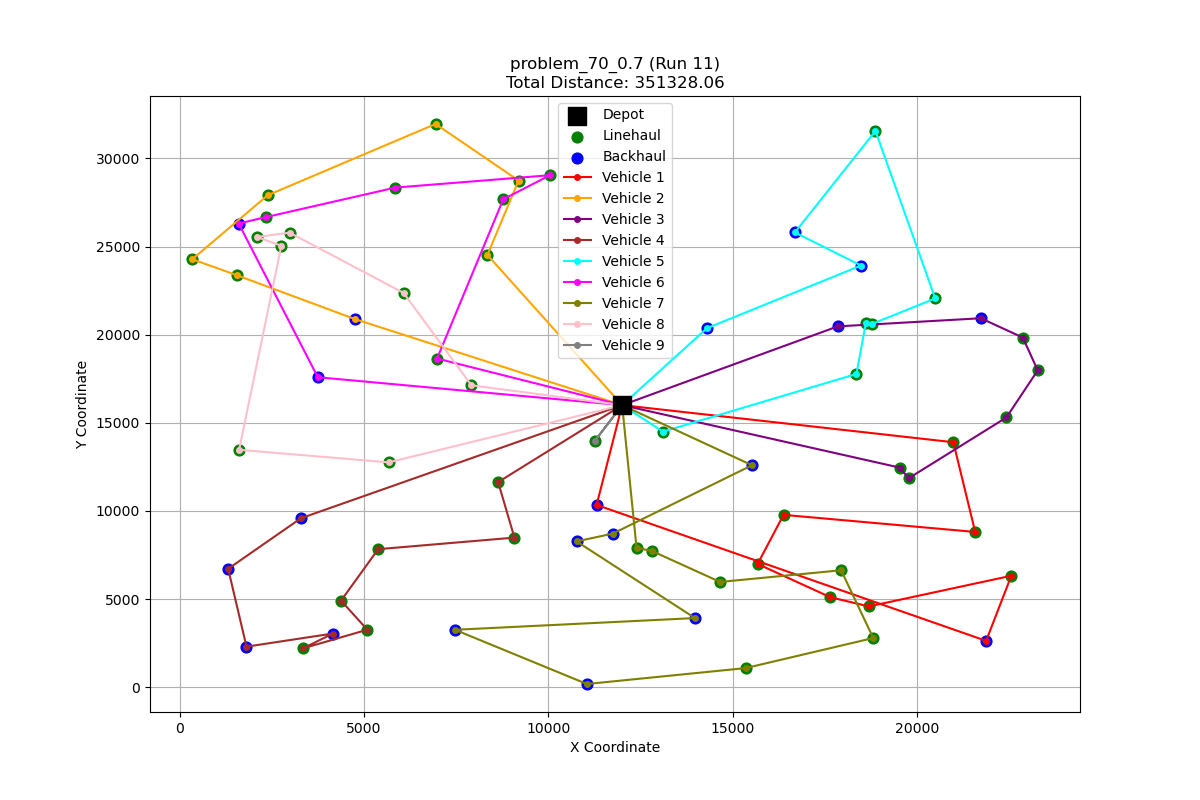 problem_70_0.7 (Run 11)
Total Distance: 351328.06
Depot
Linehaul
Backhaul
Vehicle 1
Vehicle 2
Vehicle 3
Vehicle 4
Vehicle 5
Vehicle 6
Vehicle 7
Vehicle 8
Vehicle 9
30000
25000
20000
15000
10000
5000
0
Y Coordinate
0 5000 10000 15000 20000
X Coordinate